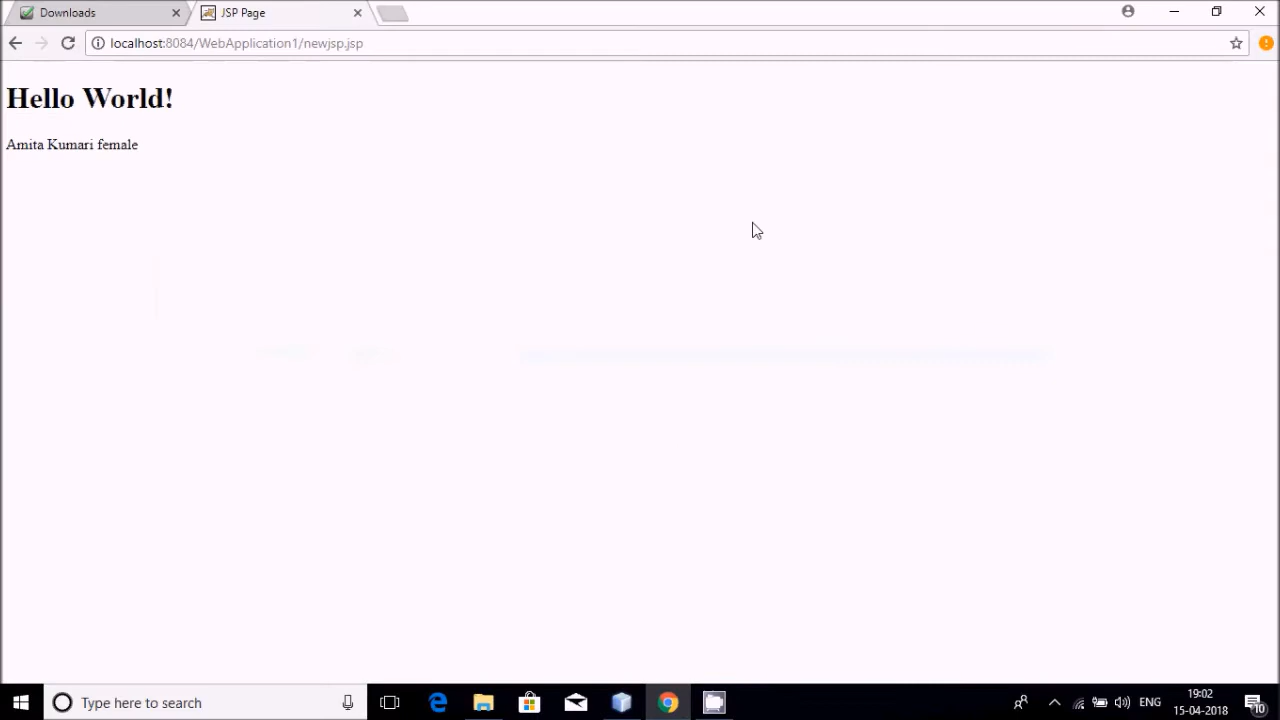 Downloads
JSP Page
localhost:8084/WebApplication1/newjsp.jsp
Hello World!
Amita Kumari female
Type here to search
ENG
19:02
15-04-2018
10